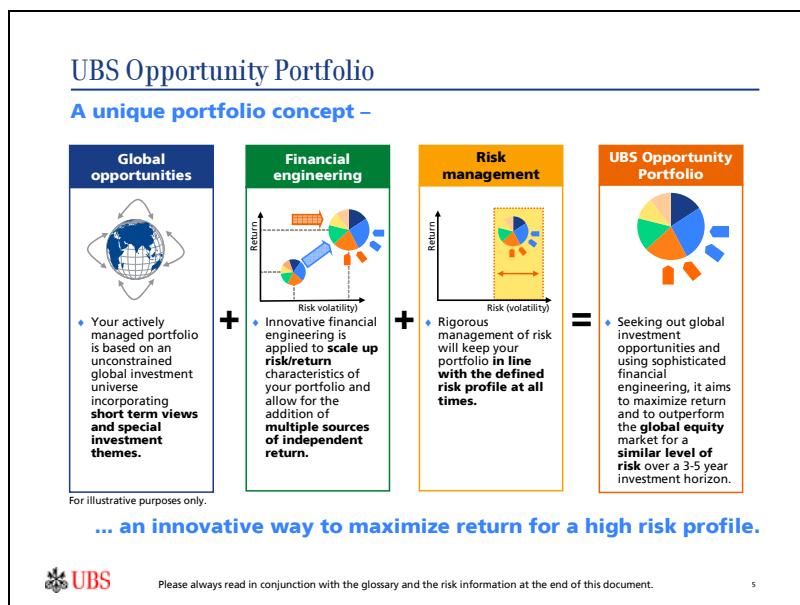 UBS Opportunity Portfolio
A unique portfolio concept –
Global
opportunities
Return
♦ Your actively
managed portfolio
is based on an
unconstrained
global investment
universe
incorporating
short term views
and special
investment
themes.
+
Financial
engineering
Risk volatility)
♦ Innovative financial
engineering is
applied to scale up
risk/return
characteristics of
your portfolio and
allow for the
addition of
multiple sources
of independent
return.
+
Risk
management
Return
Risk (volatility)
♦ Rigorous
management of risk
will keep your
portfolio in line
with the defined
risk profile at all
times.
=
UBS Opportunity
Portfolio
♦ Seeking out global
investment
opportunities and
using sophisticated
financial
engineering, it aims
to maximize return
and to outperform
the global equity
market for a
similar level of
risk over a 3-5 year
investment horizon.
For illustrative purposes only.
... an innovative way to maximize return for a high risk profile.
UBS
Please always read in conjunction with the glossary and the risk information at the end of this document.
5